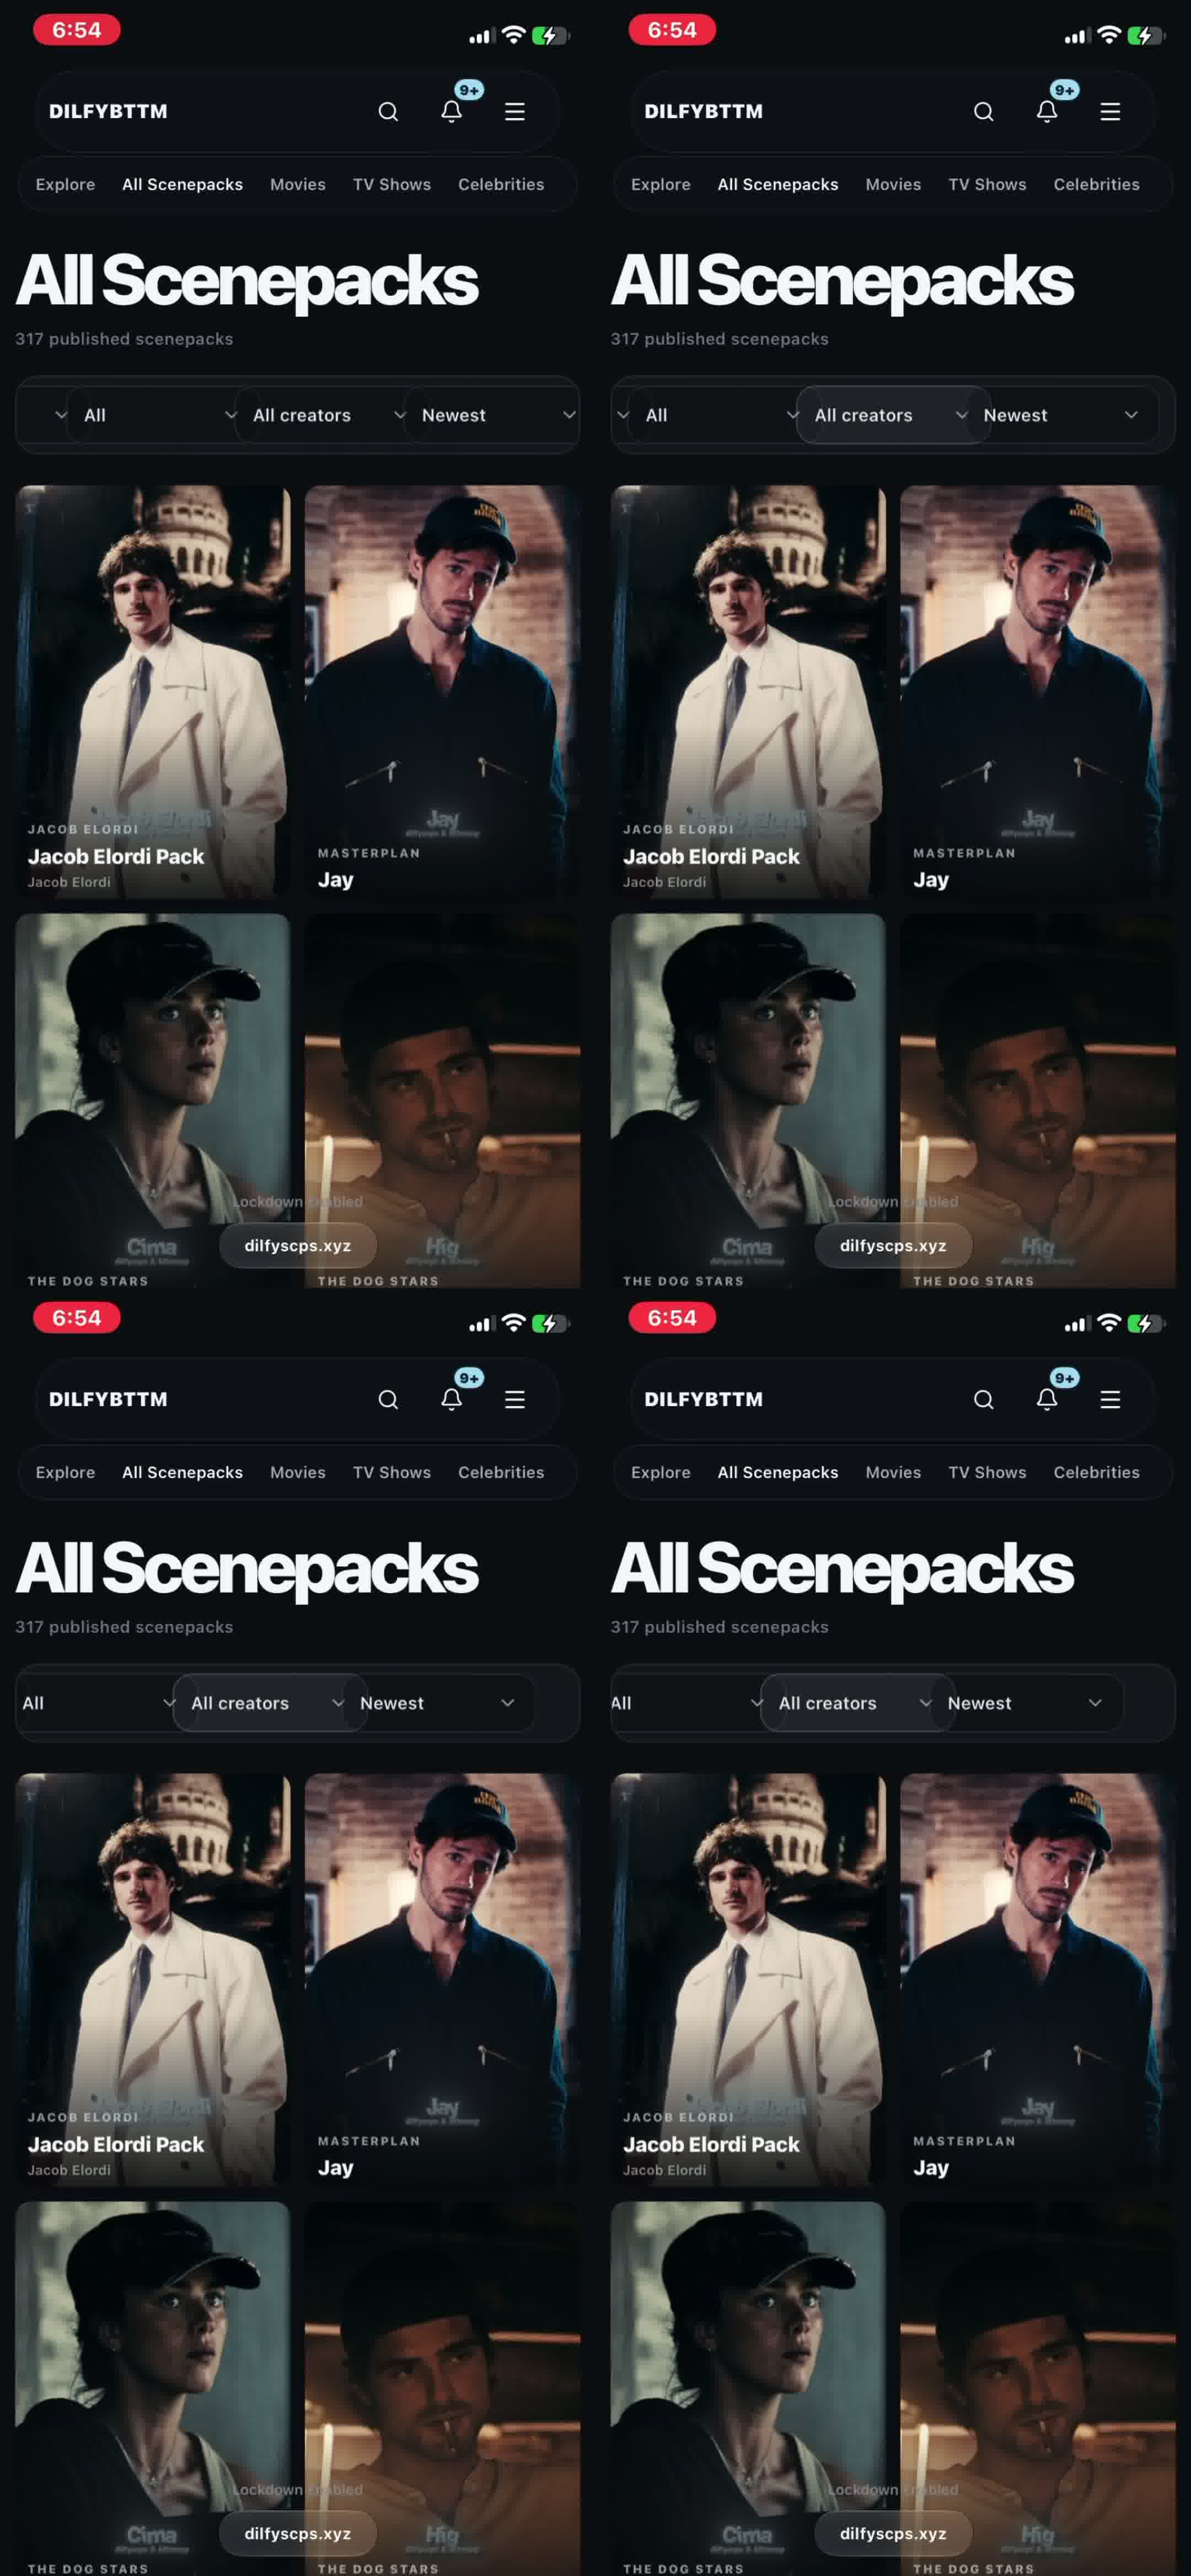 6:54
DILFYBTTM
9+
Explore All Scenepacks Movies TV Shows Celebrities
All Scenepacks
317 published scenepacks
All All creators Newest
JACOB ELORDI
Jacob Elordi Pack
Jacob Elordi
Jay
MASTERPLAN
Jay
Lockdown Enabled
Cima
dilfyscps.xyz
Hig
THE DOG STARS
THE DOG STARS
6:54
DILFYBTTM
9+
Explore All Scenepacks Movies TV Shows Celebrities
All Scenepacks
317 published scenepacks
All All creators Newest
JACOB ELORDI
Jacob Elordi Pack
Jacob Elordi
Jay
MASTERPLAN
Jay
Lockdown Enabled
Cima
dilfyscps.xyz
Hig
THE DOG STARS
THE DOG STARS
6:54
DILFYBTTM
9+
Explore All Scenepacks Movies TV Shows Celebrities
All Scenepacks
317 published scenepacks
All All creators Newest
JACOB ELORDI
Jacob Elordi Pack
Jacob Elordi
Jay
MASTERPLAN
Jay
Lockdown Enabled
Cima
dilfyscps.xyz
Hig
THE DOG STARS
THE DOG STARS
6:54
DILFYBTTM
9+
Explore All Scenepacks Movies TV Shows Celebrities
All Scenepacks
317 published scenepacks
All All creators Newest
JACOB ELORDI
Jacob Elordi Pack
Jacob Elordi
Jay
MASTERPLAN
Jay
Lockdown Enabled
Cima
dilfyscps.xyz
Hig
THE DOG STARS
THE DOG STARS